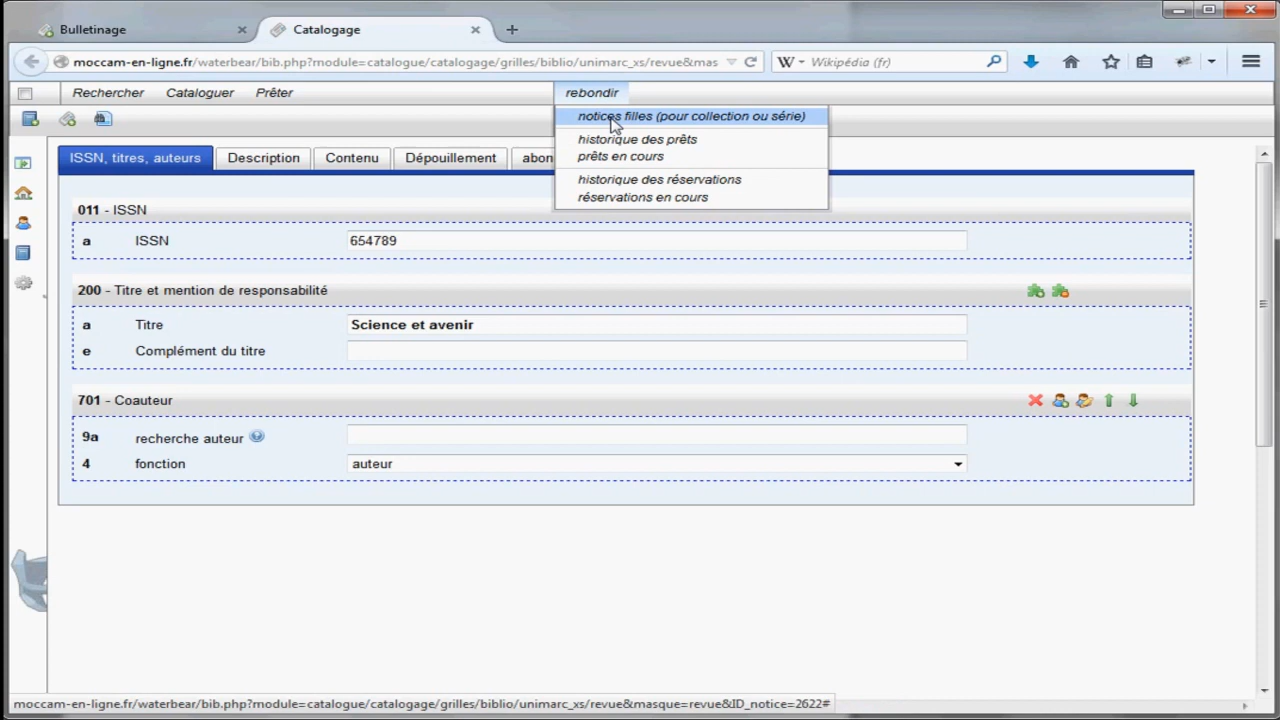 Bulletinage
Catalogage
moccam-en-ligne.fr/waterbear/bib.php?module=catalogue/catalogage/grilles/biblio/unimarc_xs/revue&mas
W
Wikipédia (fr)
Rechercher Cataloguer Prêter rebondir
notices filles (pour collection ou série)
historique des prêts
prêts en cours
historique des réservations
réservations en cours
ISSN, titres, auteurs Description Contenu Dépouillement abon
011 - ISSN
a ISSN 654789
200 - Titre et mention de responsabilité
a Titre Science et avenir
e Complément du titre
701 - Coauteur
9a recherche auteur
4 fonction auteur
moccam-en-ligne.fr/waterbear/bib.php?module=catalogue/catalogage/grilles/biblio/unimarc_xs/revue&masque=revue&ID_notice=2622#